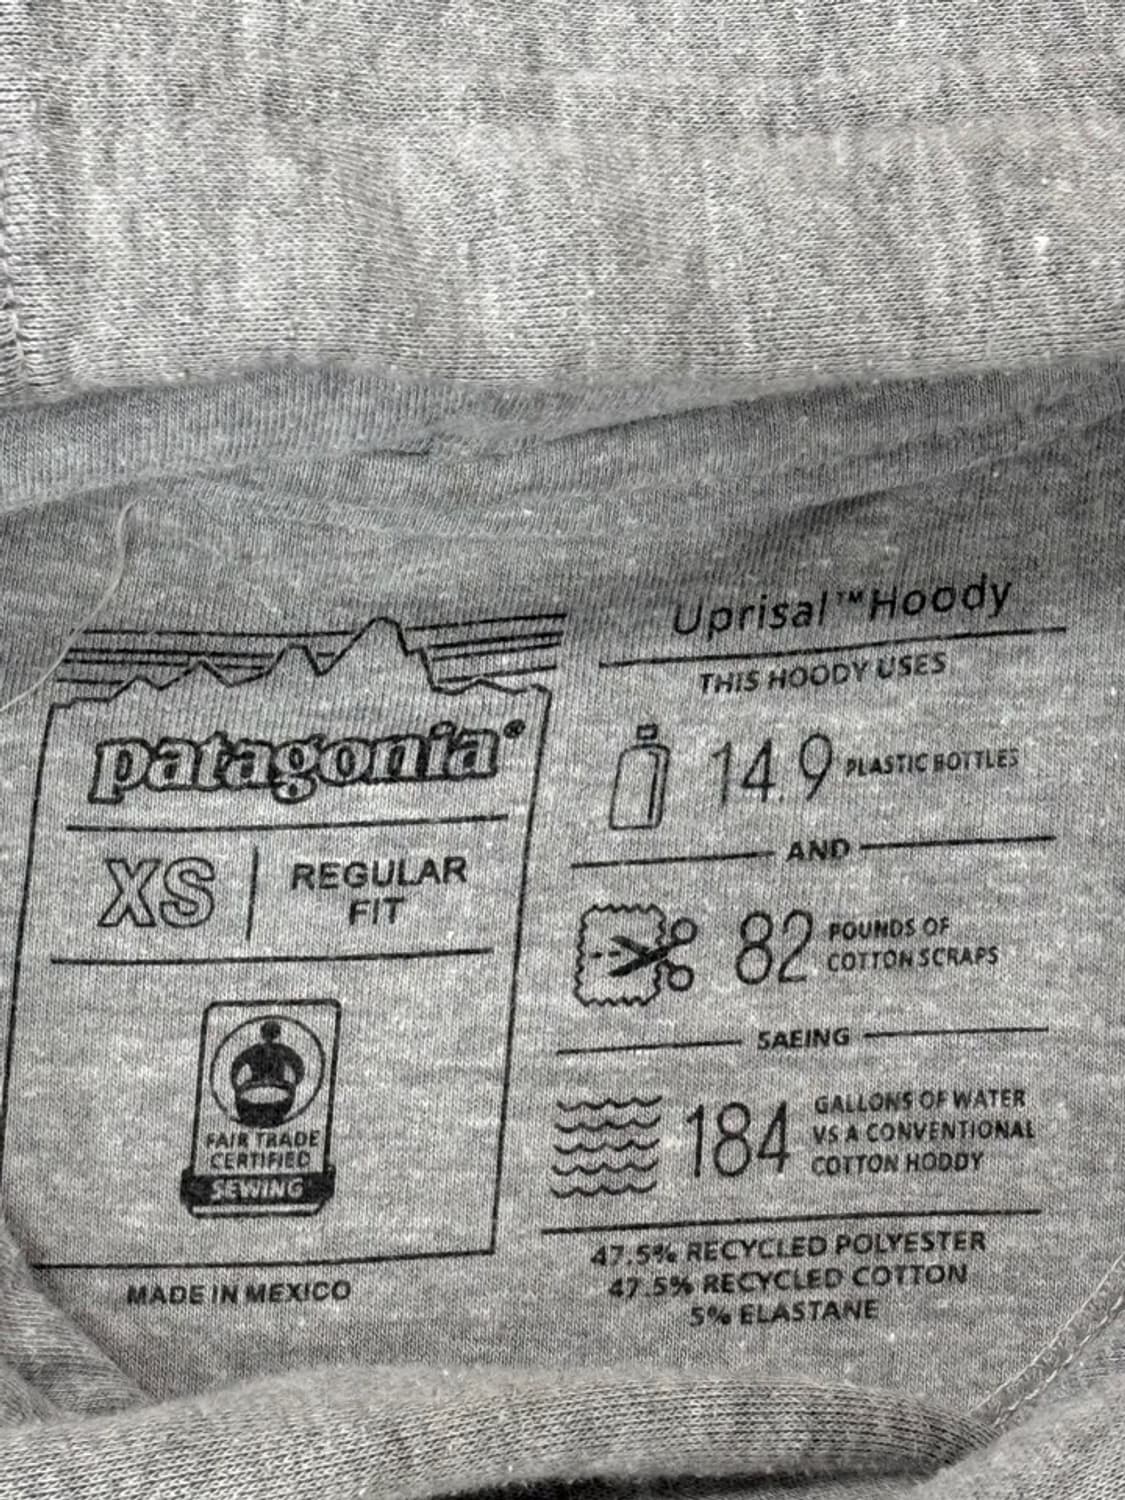 patagonia®
XS
REGULAR
FIT
FAIR TRADE
CERTIFIED
SEWING
MADE IN MEXICO
Uprisal™ Hoody
THIS HOODY USES
14.9 PLASTIC BOTTLES
AND
82 POUNDS OF
COTTON SCRAPS
SAEING
184 GALLONS OF WATER
VS A CONVENTIONAL
COTTON HODDY
47.5% RECYCLED POLYESTER
47.5% RECYCLED COTTON
5% ELASTANE